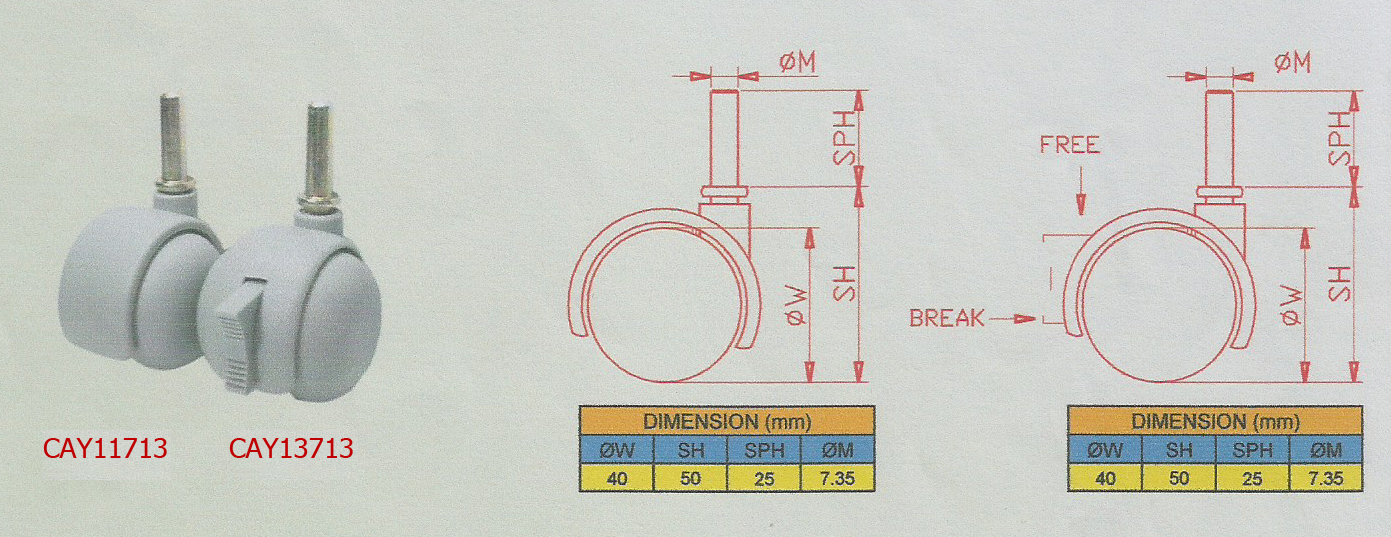 CAY11713
CAY13713
ØM
SPH
SH
ØW
DIMENSION (mm)
ØW SH SPH ØM
40 50 25 7.35
FREE
BREAK
ØM
SPH
SH
ØW
DIMENSION (mm)
ØW SH SPH ØM
40 50 25 7.35